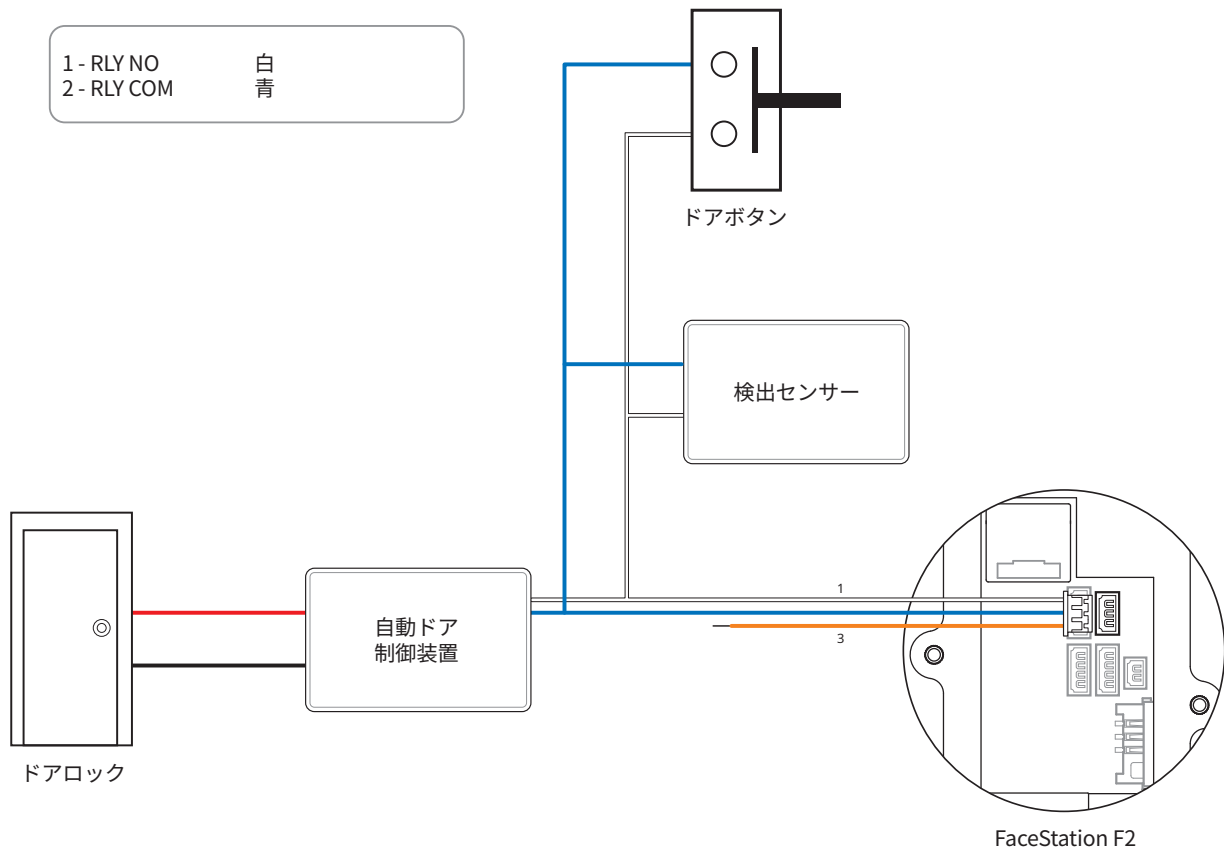 1 - RLY NO 白
2 - RLY COM 青
ドアボタン
検出センサー
1
自動ドア
制御装置
3
ドアロック
FaceStation F2